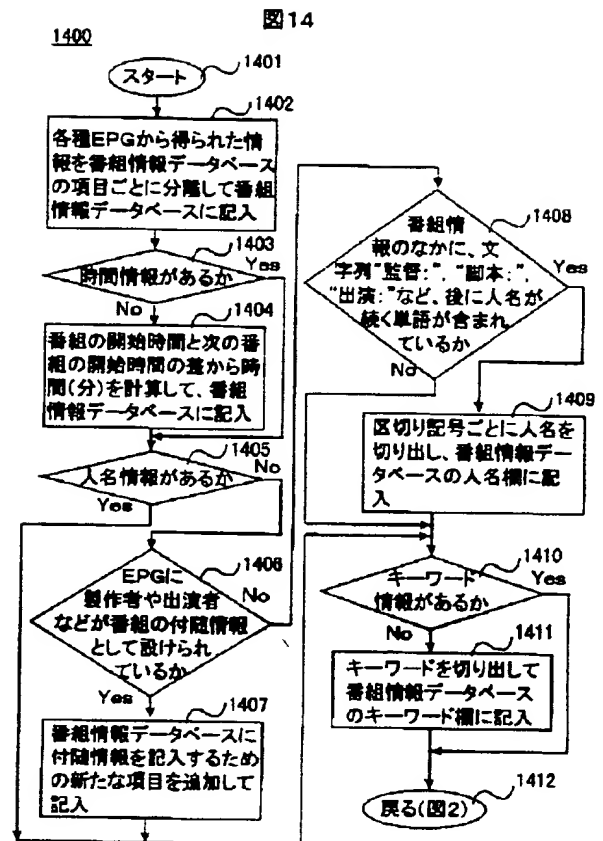 図14
1400
スタート
1401
1402
各種EPGから得られた情
報を番組情報データベース
の項目ごとに分離して番組
情報データベースに記入
1403
時間情報があるか
Yes
No
1404
番組の開始時間と次の番
組の開始時間の差から時
間(分)を計算して、番組
情報データベースに記入
1405
人名情報があるか
No
Yes
1406
EPGに
製作者や出演者
などが番組の付随情報
として設けられ
ているか
No
Yes
1407
番組情報データベースに
付随情報を記入するため
の新たな項目を追加して
記入
1408
番組情
報のなかに、文
字列"監督:", "脚本:",
"出演:"など、後に人名が
続く単語が含まれ
ているか
Yes
No
1409
区切り記号ごとに人名を
切り出し、番組情報デー
タベースの人名欄に記
入
1410
キーワード
情報があるか
Yes
No
1411
キーワードを切り出して
番組情報データベース
のキーワード欄に記入
1412
戻る(図2)